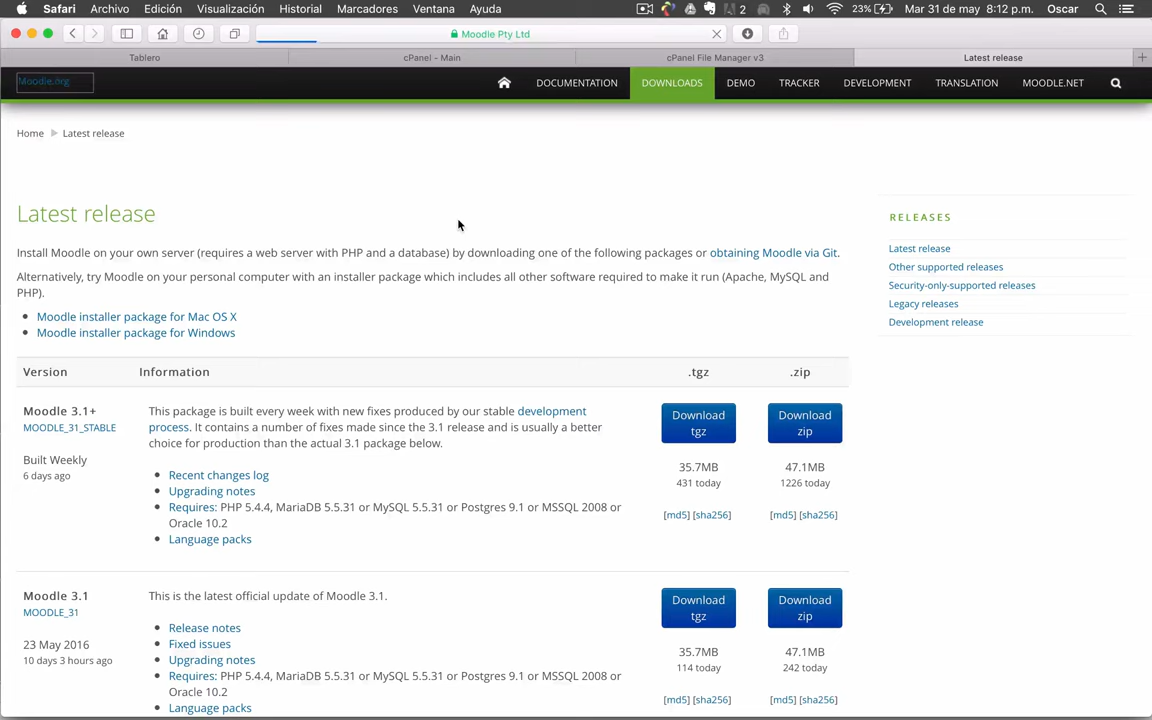 Safari Archivo Edición Visualización Historial Marcadores Ventana Ayuda 2 23% Mar 31 de may 8:12 p.m. Oscar
Moodle Pty Ltd
Tablero cPanel - Main cPanel File Manager v3 Latest release
Moodle.org DOCUMENTATION DOWNLOADS DEMO TRACKER DEVELOPMENT TRANSLATION MOODLE.NET
Home Latest release
Latest release
Install Moodle on your own server (requires a web server with PHP and a database) by downloading one of the following packages or obtaining Moodle via Git.
Alternatively, try Moodle on your personal computer with an installer package which includes all other software required to make it run (Apache, MySQL and
PHP).
Moodle installer package for Mac OS X
Moodle installer package for Windows
RELEASES
Latest release
Other supported releases
Security-only-supported releases
Legacy releases
Development release
Version Information .tgz .zip
Moodle 3.1+
MOODLE_31_STABLE
Built Weekly
6 days ago
This package is built every week with new fixes produced by our stable development
process. It contains a number of fixes made since the 3.1 release and is usually a better
choice for production than the actual 3.1 package below.
Recent changes log
Upgrading notes
Requires: PHP 5.4.4, MariaDB 5.5.31 or MySQL 5.5.31 or Postgres 9.1 or MSSQL 2008 or
Oracle 10.2
Language packs
Download
tgz
35.7MB
431 today
[md5] [sha256]
Download
zip
47.1MB
1226 today
[md5] [sha256]
Moodle 3.1
MOODLE_31
23 May 2016
10 days 3 hours ago
This is the latest official update of Moodle 3.1.
Release notes
Fixed issues
Upgrading notes
Requires: PHP 5.4.4, MariaDB 5.5.31 or MySQL 5.5.31 or Postgres 9.1 or MSSQL 2008 or
Oracle 10.2
Language packs
Download
tgz
35.7MB
114 today
[md5] [sha256]
Download
zip
47.1MB
242 today
[md5] [sha256]